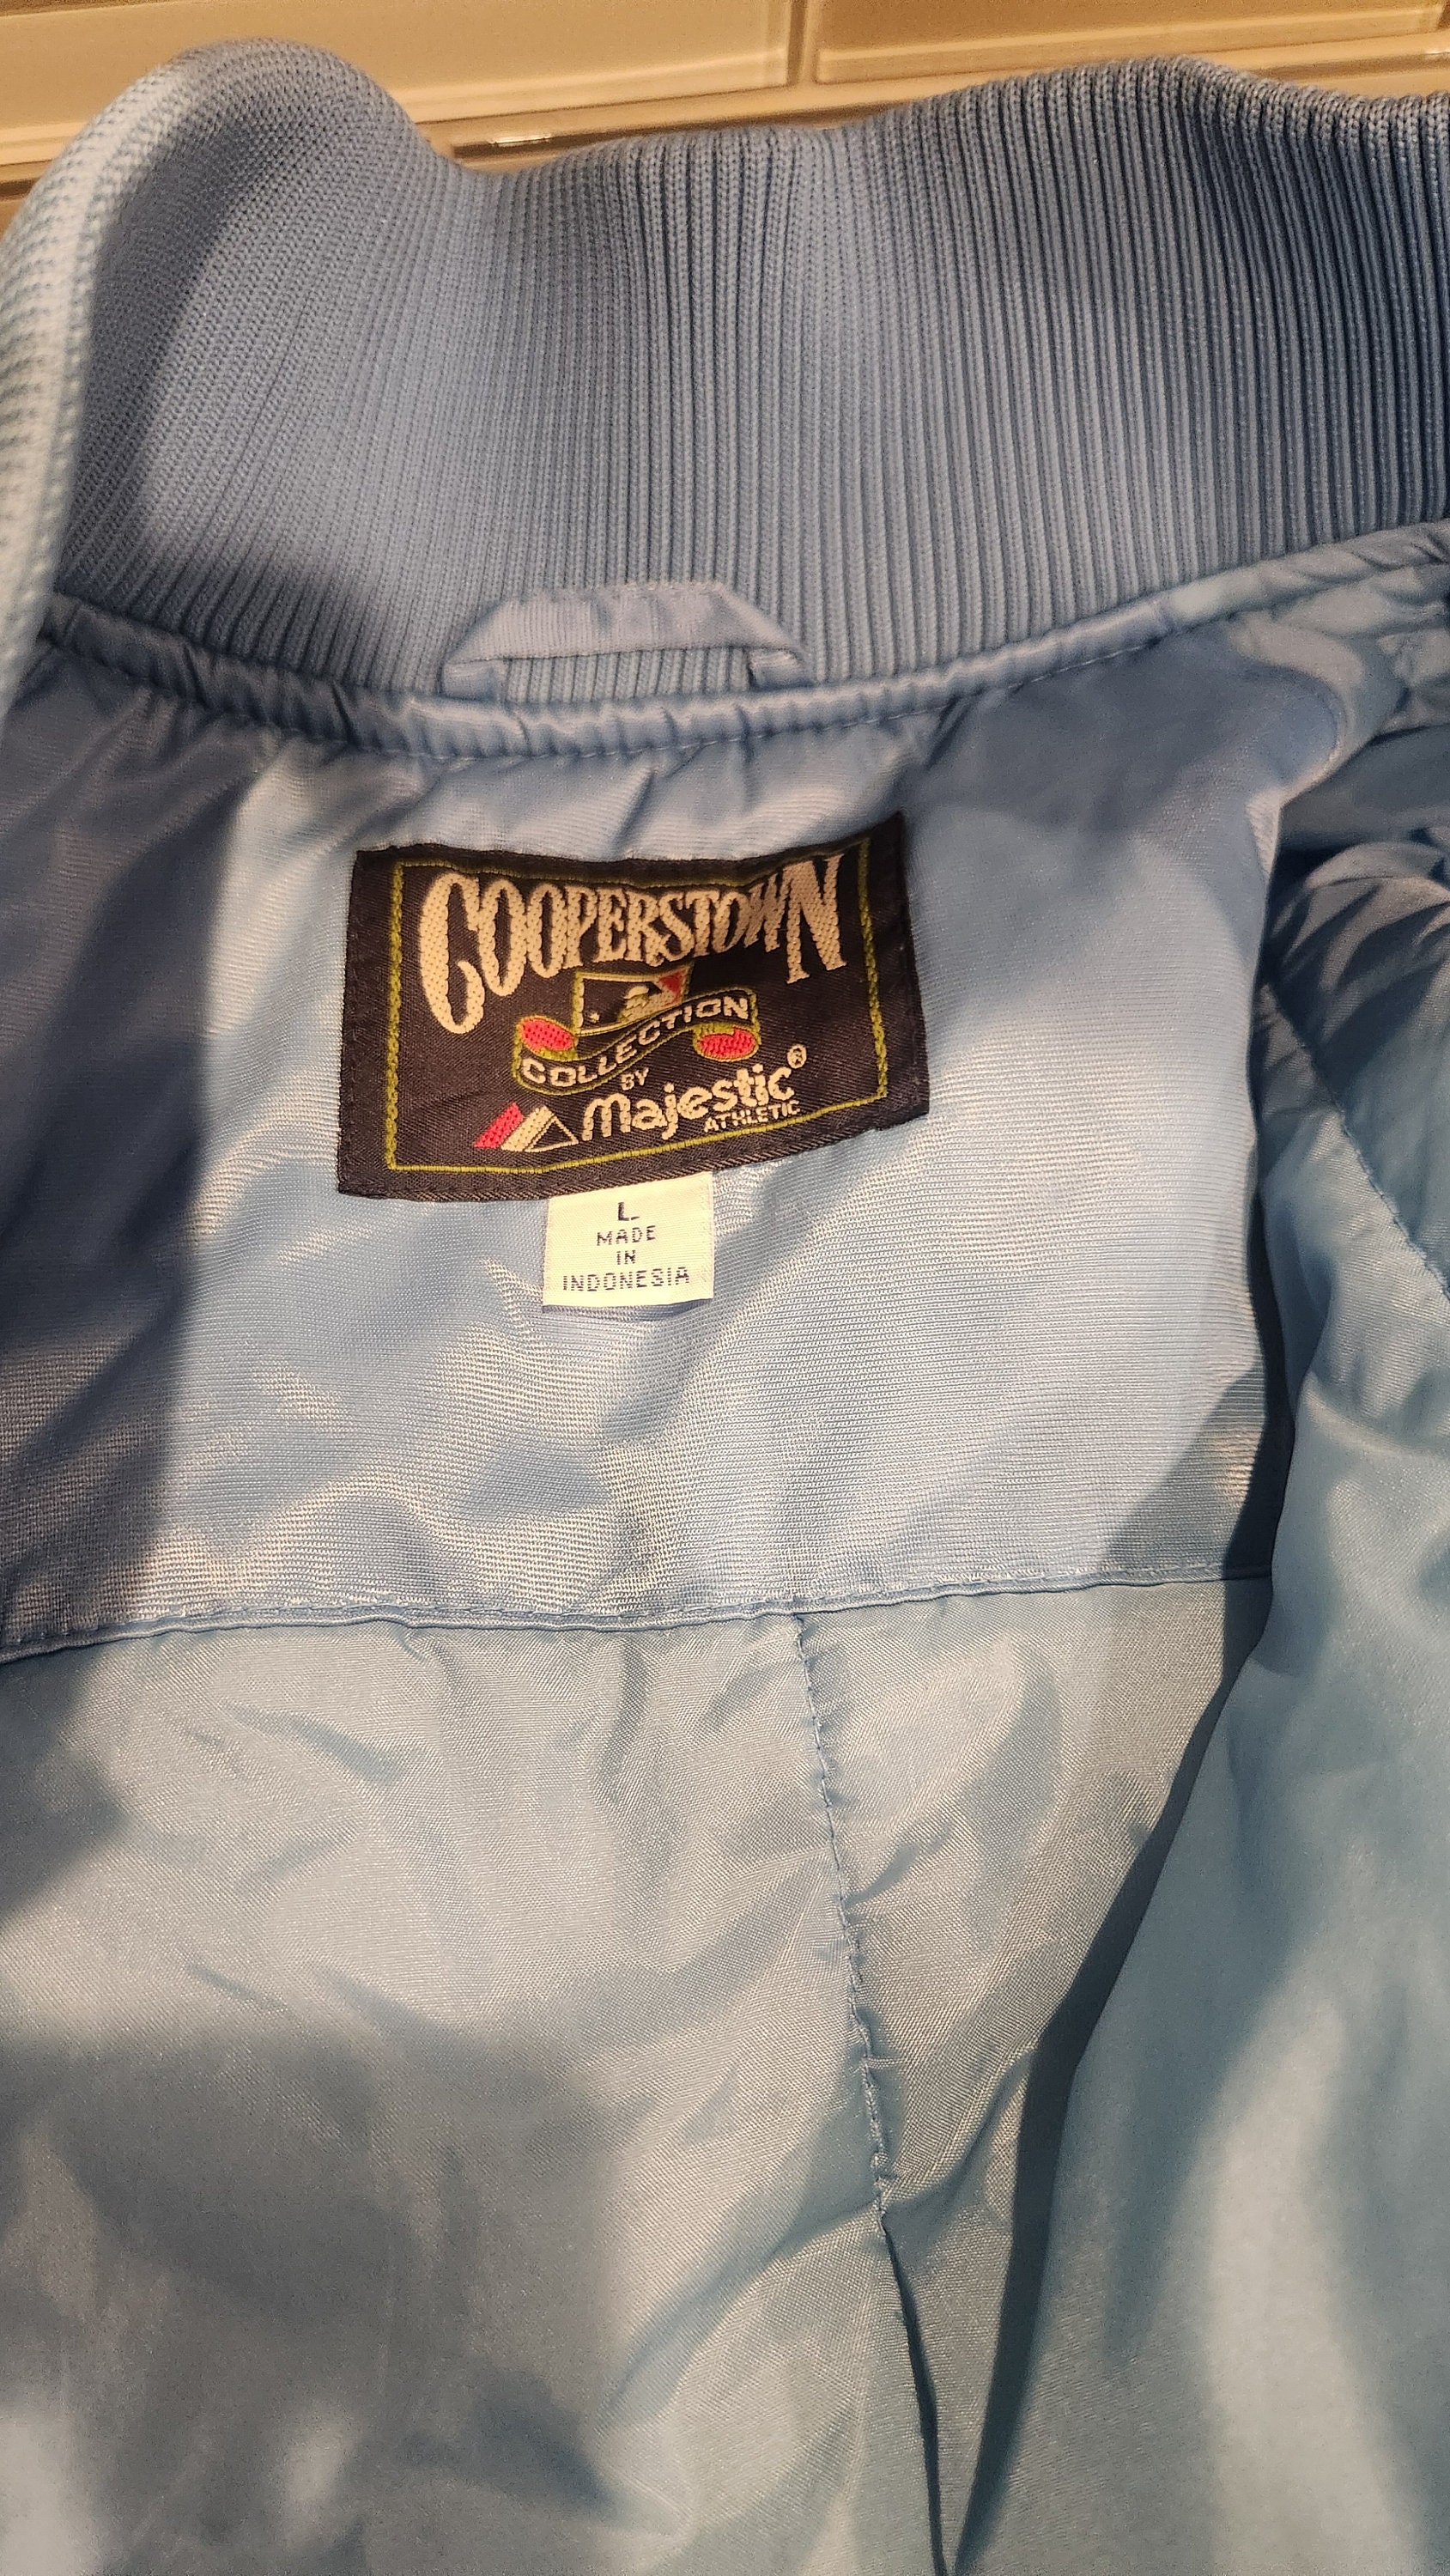 COOPERSTOWN
COLLECTION
BY
Majestic®
ATHLETIC
L
MADE
IN
INDONESIA